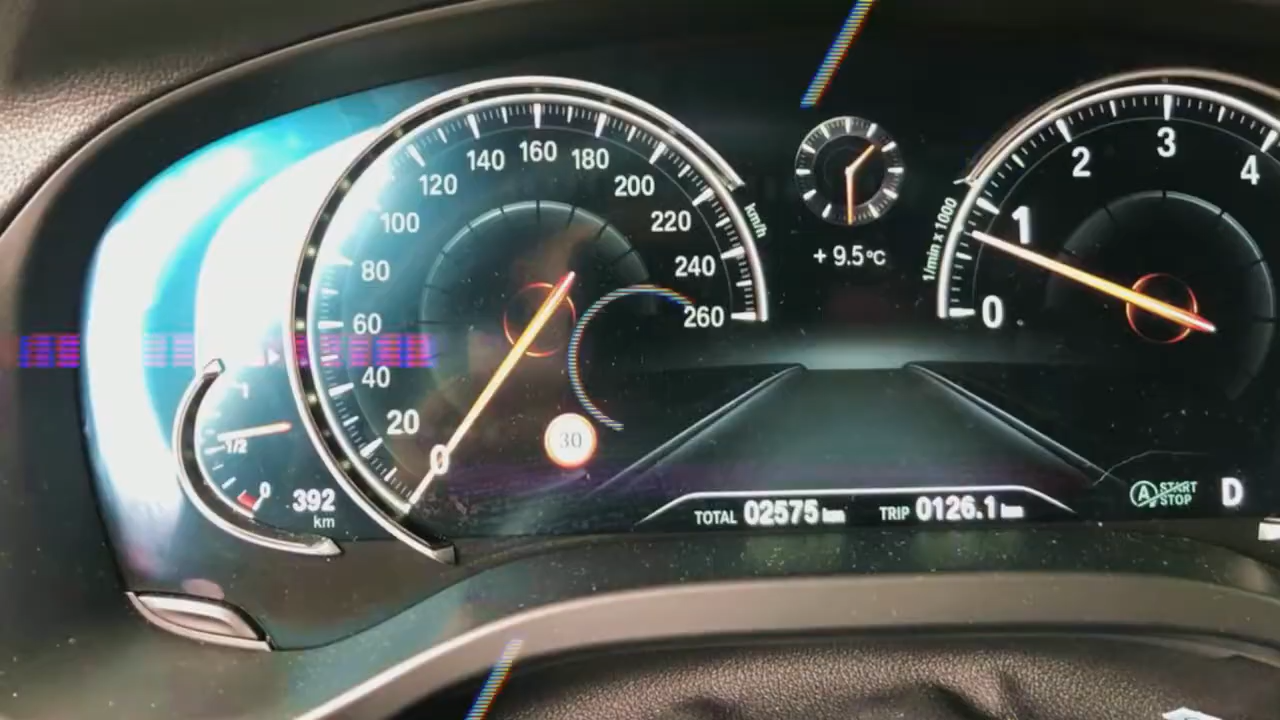 20
40
60
80
100
120
140
160
180
200
220
240
260
km/h
0
30
1
1/2
0
392
km
+ 9.5°C
1/min x 1000
0
1
2
3
4
TOTAL 02575 km
TRIP 0126.1 km
A START
STOP
D